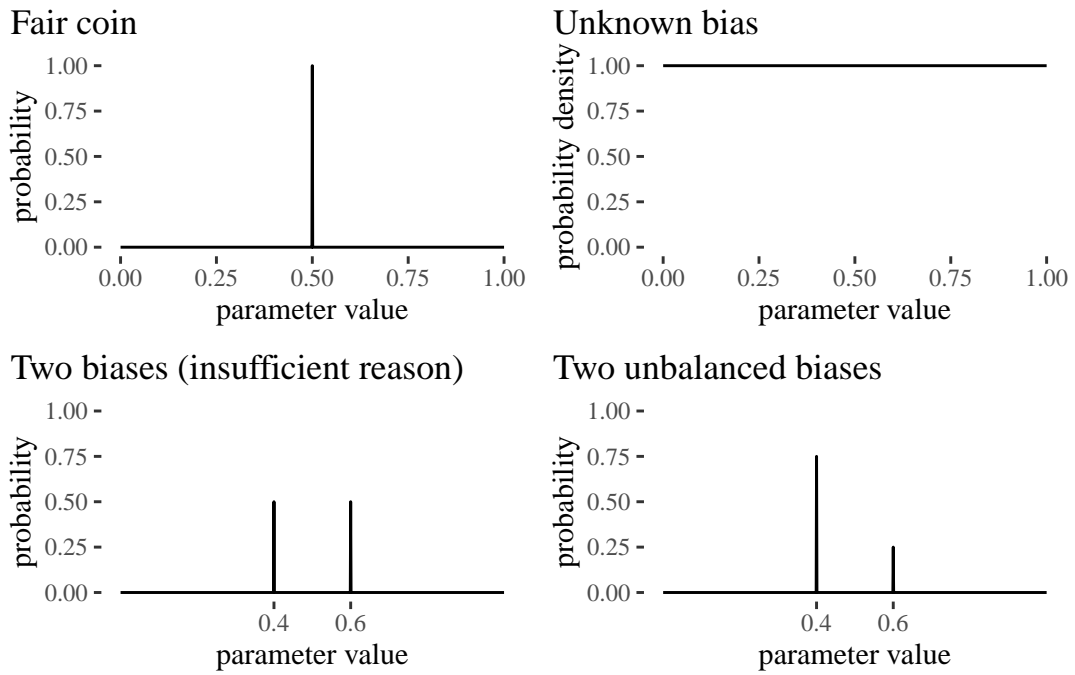 Fair coin
probability
1.00
0.75
0.50
0.25
0.00
0.00 0.25 0.50 0.75 1.00
parameter value
Unknown bias
probability density
1.00
0.75
0.50
0.25
0.00
0.00 0.25 0.50 0.75 1.00
parameter value
Two biases (insufficient reason)
probability
1.00
0.75
0.50
0.25
0.00
0.4 0.6
parameter value
Two unbalanced biases
probability
1.00
0.75
0.50
0.25
0.00
0.4 0.6
parameter value